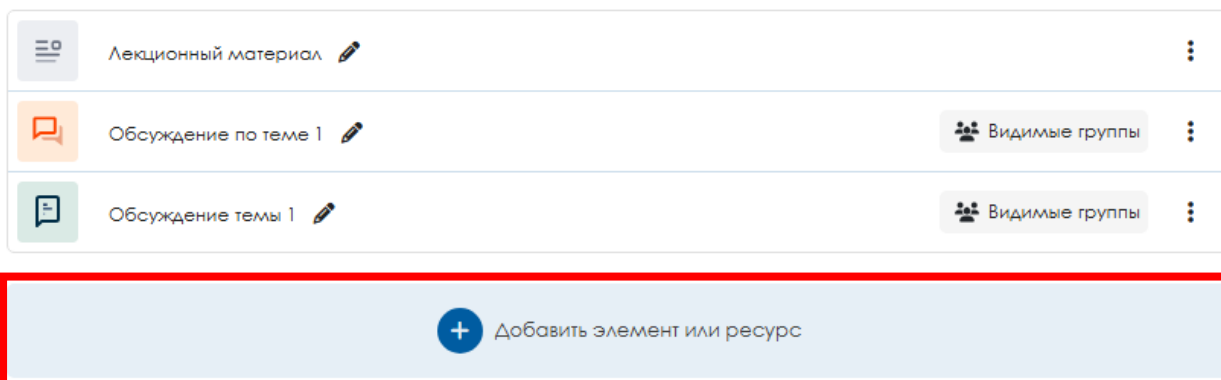 Лекционный материал
Обсуждение по теме 1 Видимые группы
Обсуждение темы 1 Видимые группы
Добавить элемент или ресурс